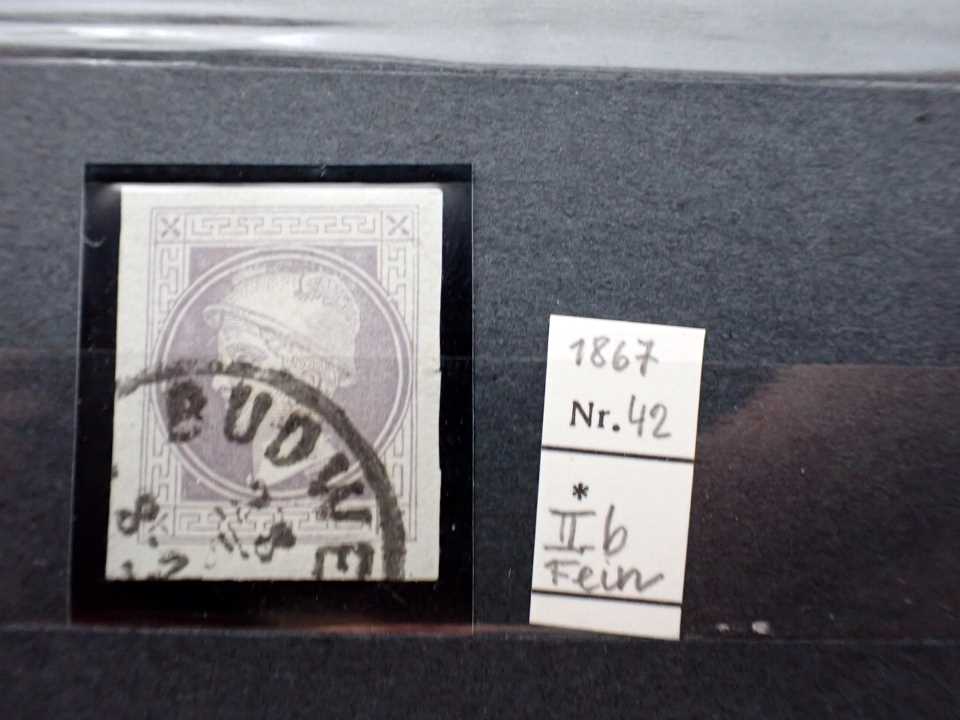 BUDWE
1867
Nr. 42
*
II b
Fein